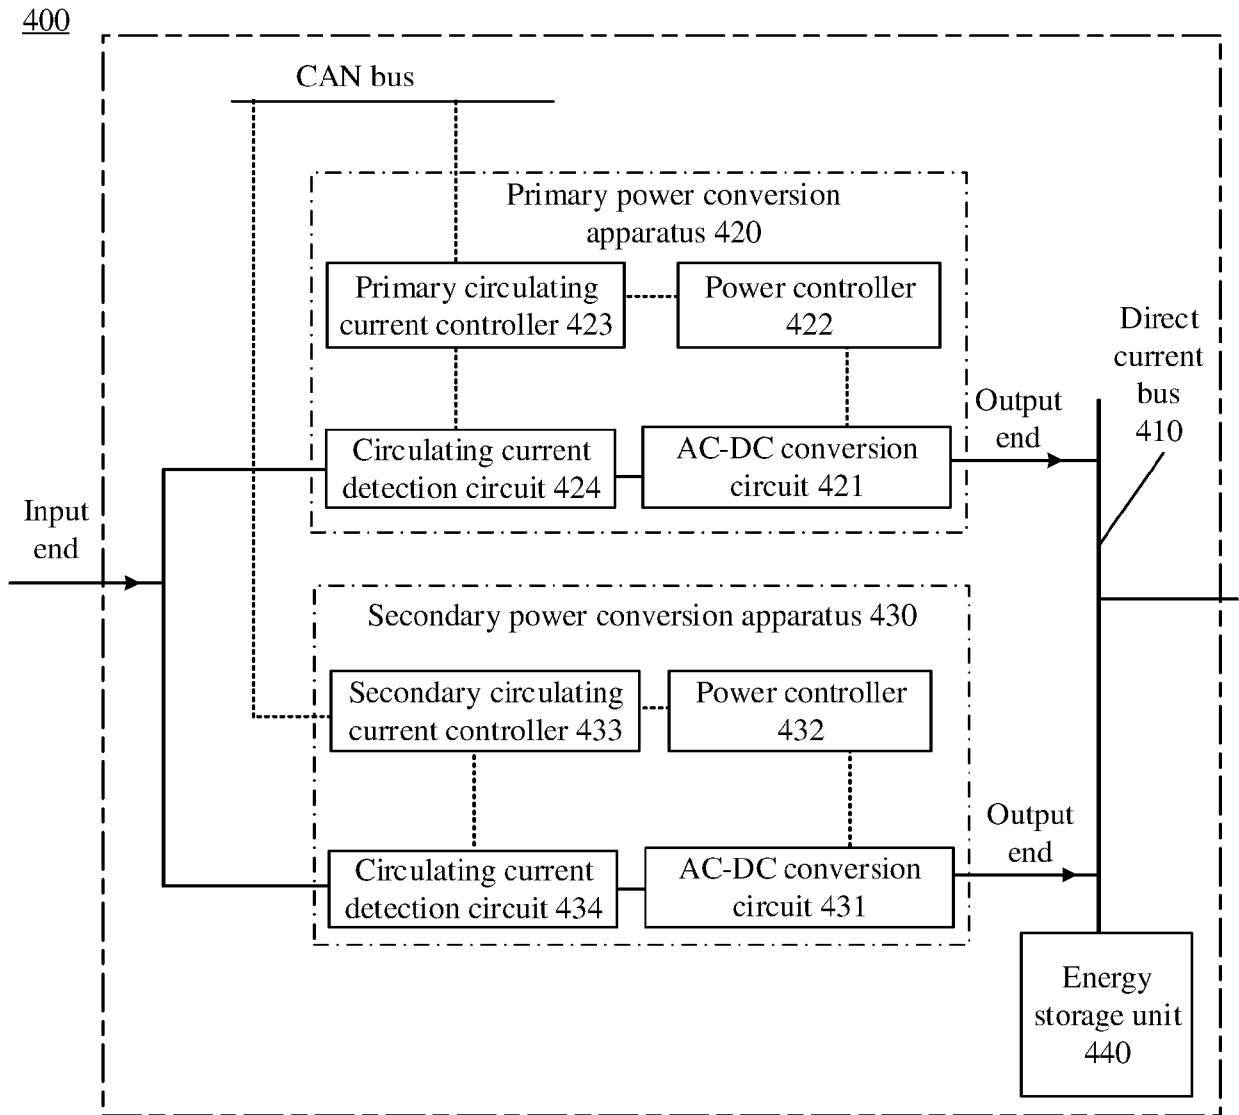 400
CAN bus
Primary power conversion
apparatus 420
Primary circulating
current controller 423
Power controller
422
Circulating current
detection circuit 424
AC-DC conversion
circuit 421
Output
end
Direct
current
bus
410
Input
end
Secondary power conversion apparatus 430
Secondary circulating
current controller 433
Power controller
432
Circulating current
detection circuit 434
AC-DC conversion
circuit 431
Output
end
Energy
storage unit
440